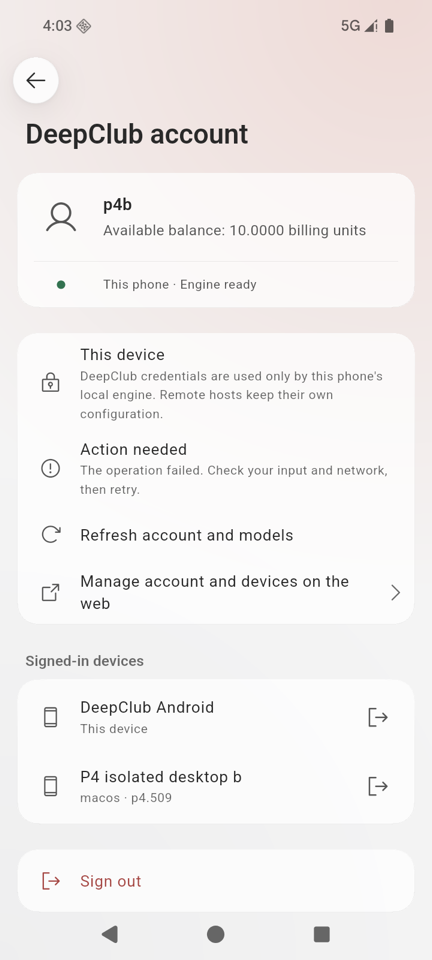 4:03
5G
DeepClub account
p4b
Available balance: 10.0000 billing units
This phone · Engine ready
This device
DeepClub credentials are used only by this phone's
local engine. Remote hosts keep their own
configuration.
Action needed
The operation failed. Check your input and network,
then retry.
Refresh account and models
Manage account and devices on the
web
Signed-in devices
DeepClub Android
This device
P4 isolated desktop b
macos · p4.509
Sign out